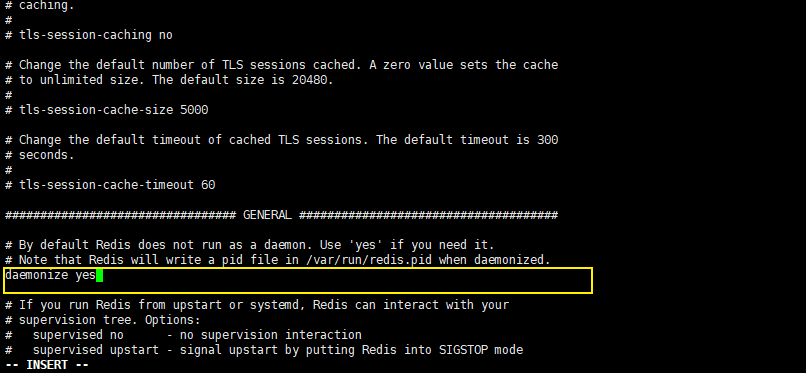 # caching.
#
# tls-session-caching no
# Change the default number of TLS sessions cached. A zero value sets the cache
# to unlimited size. The default size is 20480.
#
# tls-session-cache-size 5000
# Change the default timeout of cached TLS sessions. The default timeout is 300
# seconds.
#
# tls-session-cache-timeout 60
################################# GENERAL #####################################
# By default Redis does not run as a daemon. Use 'yes' if you need it.
# Note that Redis will write a pid file in /var/run/redis.pid when daemonized.
daemonize yes
# If you run Redis from upstart or systemd, Redis can interact with your
# supervision tree. Options:
#   supervised no      - no supervision interaction
#   supervised upstart - signal upstart by putting Redis into SIGSTOP mode
-- INSERT --